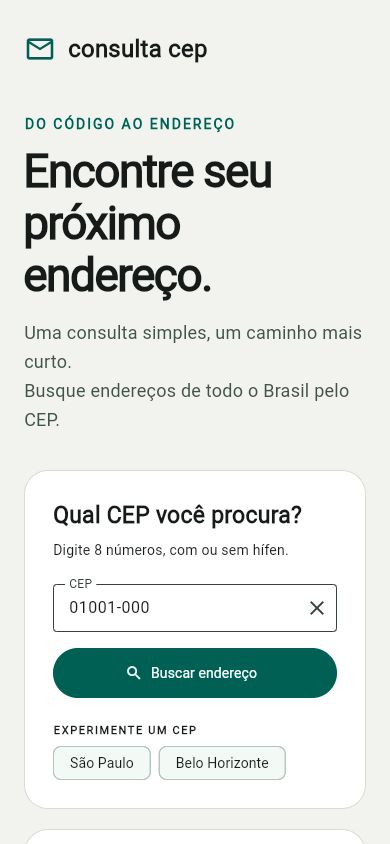 consulta cep
DO CÓDIGO AO ENDEREÇO
Encontre seu
próximo
endereço.
Uma consulta simples, um caminho mais
curto.
Busque endereços de todo o Brasil pelo
CEP.
Qual CEP você procura?
Digite 8 números, com ou sem hífen.
CEP
01001-000
Buscar endereço
EXPERIMENTE UM CEP
São Paulo
Belo Horizonte